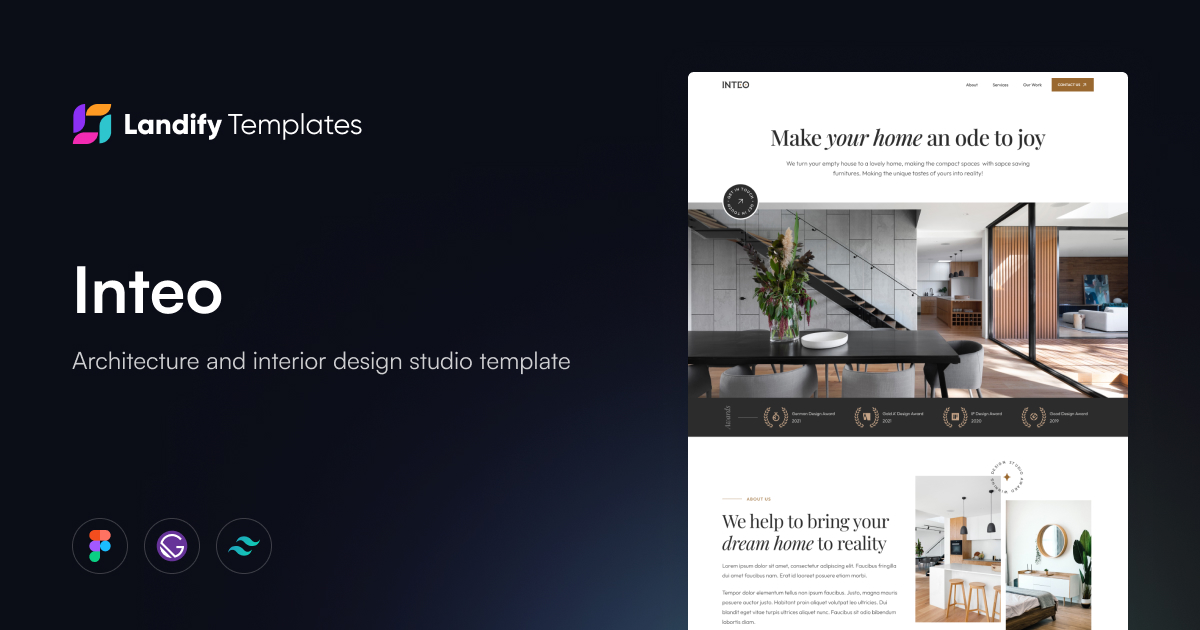 Landify Templates
Inteo
Architecture and interior design studio template
INTEO
About
Services
Our Work
CONTACT US
Make your home an ode to joy
We turn your empty house to a lovely home, making the compact spaces with sapce saving
furnitures. Making the unique tastes of yours into reality!
GET IN TOUCH • GET IN TOUCH •
German Design Award
2021
Gold A' Design Award
2021
IF Design Award
2020
Good Design Award
2019
ABOUT US
DESIGN STUDIO
We help to bring your
dream home to reality
Lorem ipsum dolor sit amet, consectetur adipiscing elit. Faucibus fringilla
dui amet faucibus nam. Erat id laoreet posuere etiam morbi.
Tempor dolor elementum tellus non ipsum faucibus. Justo, magna mauris
posuere auctor justo. Habitant proin aliquet volutpat leo ultricies. Dui
blandit eget vitae turpis ultrices aliquet nunc. Faucibus sit odio bibendum
lobortis diam.